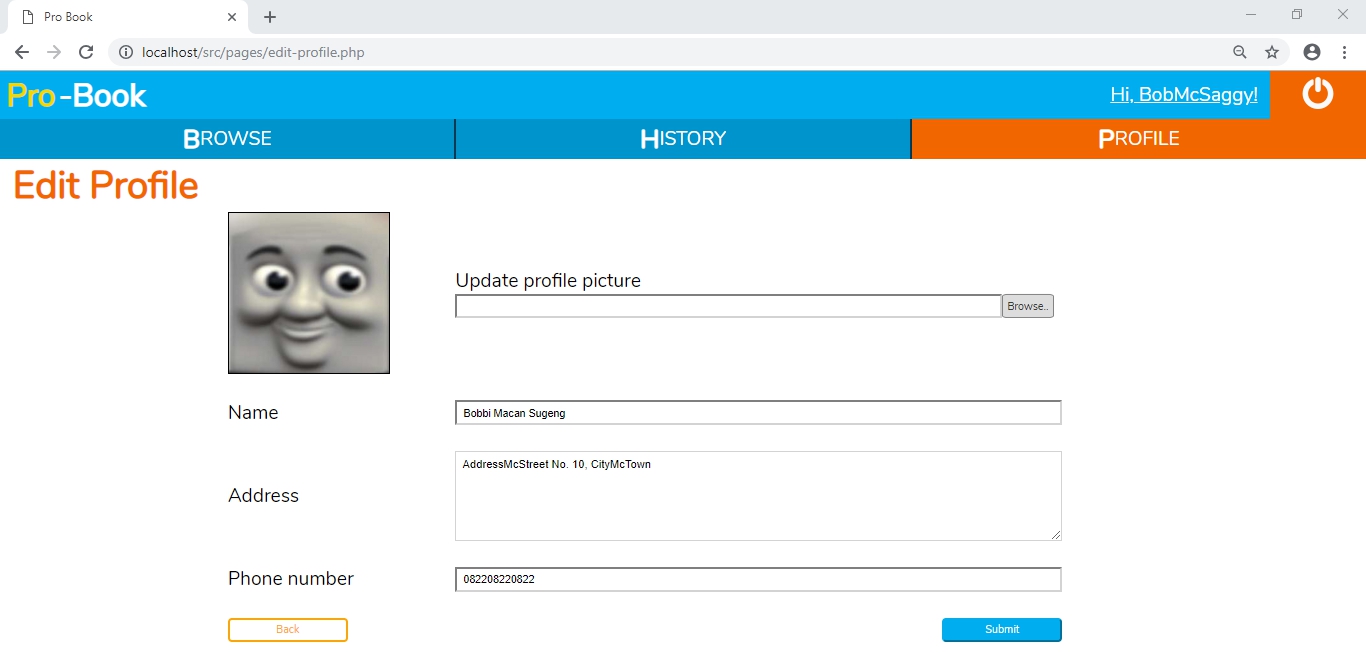 Pro Book
localhost/src/pages/edit-profile.php
Pro-Book
Hi, BobMcSaggy!
BROWSE
HISTORY
PROFILE
Edit Profile
Update profile picture
Browse..
Name
Bobbi Macan Sugeng
Address
AddressMcStreet No. 10, CityMcTown
Phone number
082208220822
Back
Submit